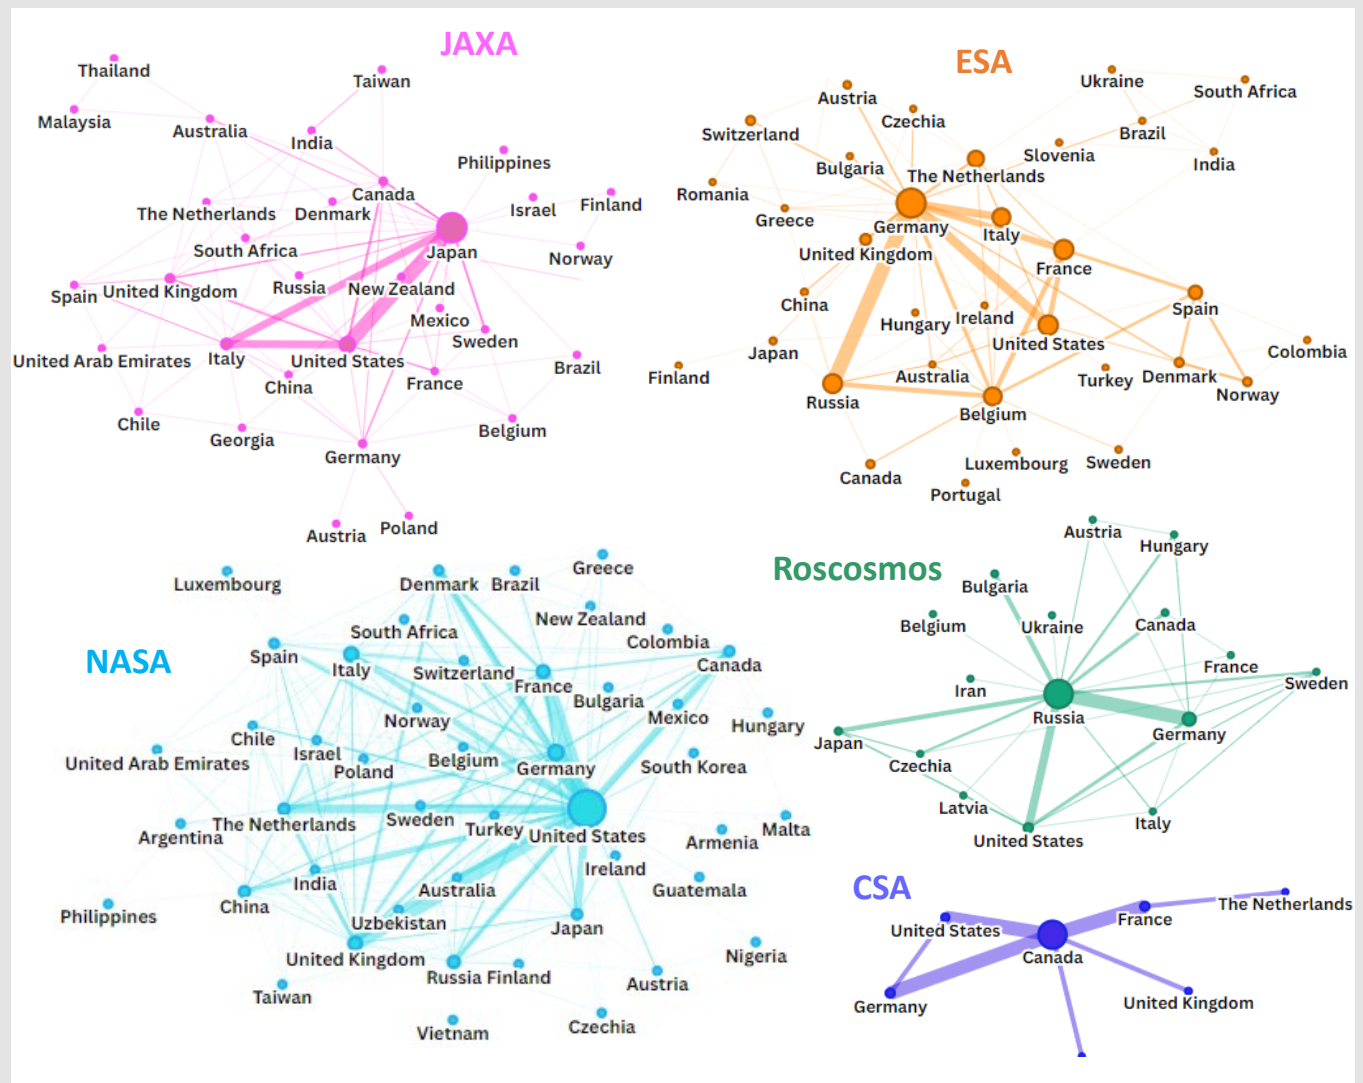 JAXA
Thailand
Taiwan
Malaysia
Australia
India
Philippines
Canada
The Netherlands
Denmark
Israel
Finland
South Africa
Japan
Norway
Spain
United Kingdom
Russia
New Zealand
Mexico
Sweden
United Arab Emirates
Italy
United States
China
France
Brazil
Chile
Georgia
Belgium
Germany
Austria
Poland
ESA
Ukraine
South Africa
Austria
Czechia
Switzerland
Brazil
Slovenia
India
Bulgaria
The Netherlands
Romania
Greece
Germany
Italy
United Kingdom
France
China
Spain
Hungary
Ireland
United States
Japan
Colombia
Finland
Australia
Turkey
Denmark
Norway
Russia
Belgium
Canada
Luxembourg
Sweden
Portugal
NASA
Luxembourg
Denmark
Brazil
Greece
South Africa
New Zealand
Colombia
Spain
Italy
Switzerland
France
Canada
Bulgaria
Norway
Mexico
Hungary
Chile
Israel
Belgium
United Arab Emirates
Poland
Germany
South Korea
The Netherlands
Sweden
Turkey
United States
Argentina
Armenia
Malta
Ireland
India
Australia
Guatemala
China
Philippines
Uzbekistan
Japan
United Kingdom
Russia
Finland
Nigeria
Taiwan
Austria
Vietnam
Czechia
Roscosmos
Austria
Hungary
Bulgaria
Belgium
Ukraine
Canada
France
Sweden
Iran
Russia
Germany
Japan
Czechia
Latvia
United States
Italy
CSA
The Netherlands
United States
France
Canada
Germany
United Kingdom